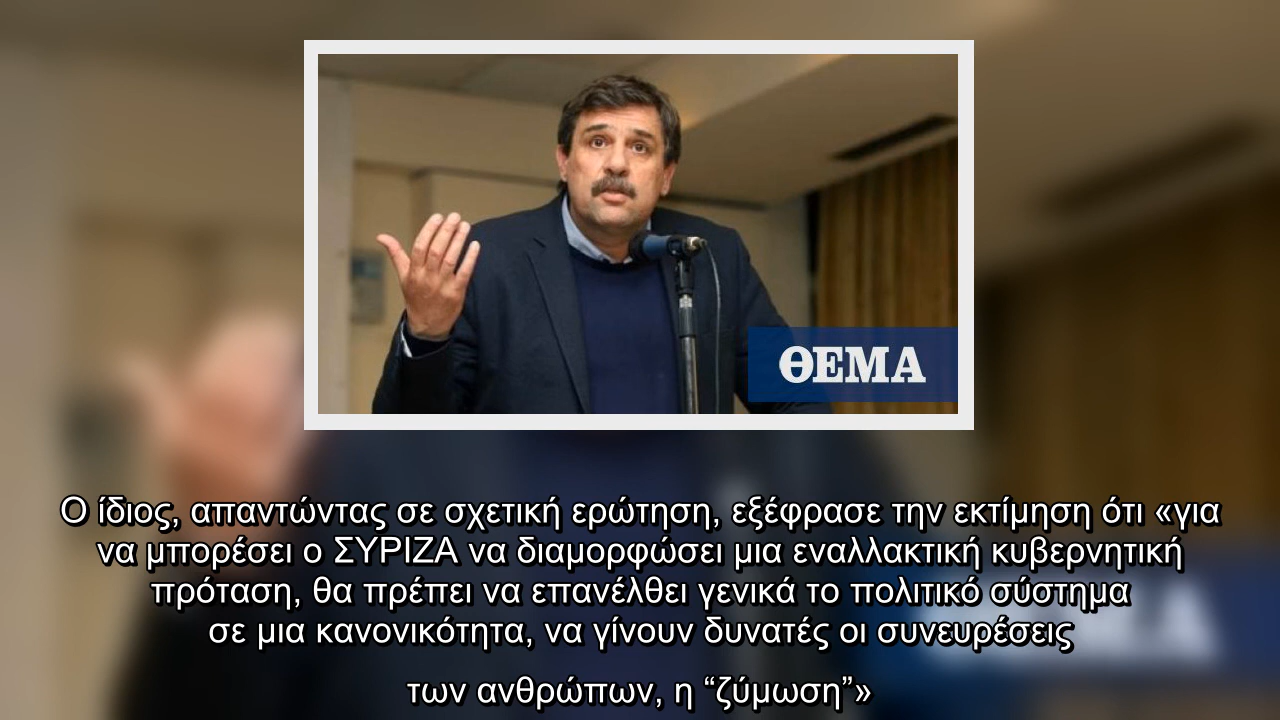 ΘΕΜΑ
Ο ίδιος, απαντώντας σε σχετική ερώτηση, εξέφρασε την εκτίμηση ότι «για
να μπορέσει ο ΣΥΡΙΖΑ να διαμορφώσει μια εναλλακτική κυβερνητική
πρόταση, θα πρέπει να επανέλθει γενικά το πολιτικό σύστημα
σε μια κανονικότητα, να γίνουν δυνατές οι συνευρέσεις
των ανθρώπων, η “ζύμωση”»